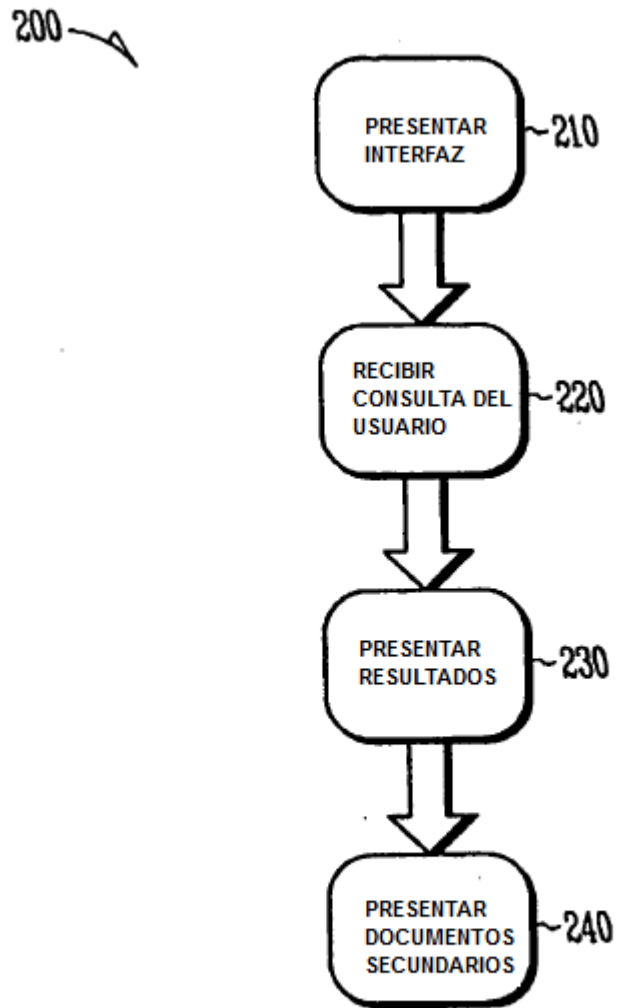 200
PRESENTAR
INTERFAZ
210
RECIBIR
CONSULTA DEL
USUARIO
220
PRESENTAR
RESULTADOS
230
PRESENTAR
DOCUMENTOS
SECUNDARIOS
240